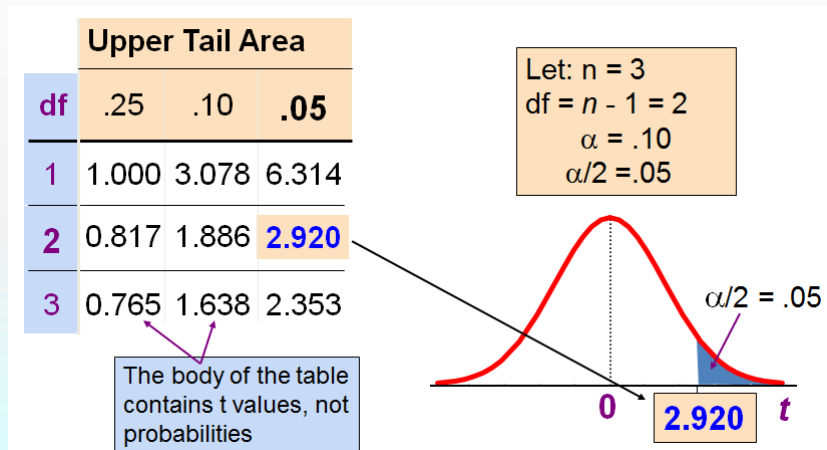 Upper Tail Area
df .25 .10 .05
1 1.000 3.078 6.314
2 0.817 1.886 2.920
3 0.765 1.638 2.353
The body of the table
contains t values, not
probabilities
Let: n = 3
df = n - 1 = 2
α = .10
α/2 =.05
α/2 = .05
0
2.920
t